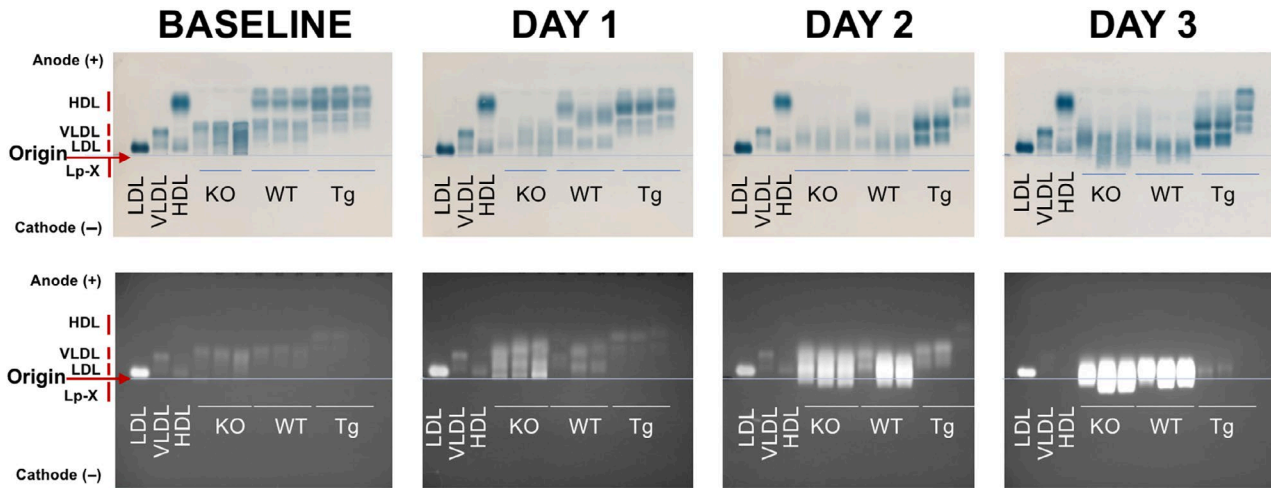 BASELINE
DAY 1
DAY 2
DAY 3
Anode (+)
HDL
VLDL
LDL
Origin
Lp-X
Cathode (–)
LDL
VLDL
HDL
KO
WT
Tg
LDL
VLDL
HDL
KO
WT
Tg
LDL
VLDL
HDL
KO
WT
Tg
LDL
VLDL
HDL
KO
WT
Tg
Anode (+)
HDL
VLDL
LDL
Origin
Lp-X
Cathode (–)
LDL
VLDL
HDL
KO
WT
Tg
LDL
VLDL
HDL
KO
WT
Tg
LDL
VLDL
HDL
KO
WT
Tg
LDL
VLDL
HDL
KO
WT
Tg